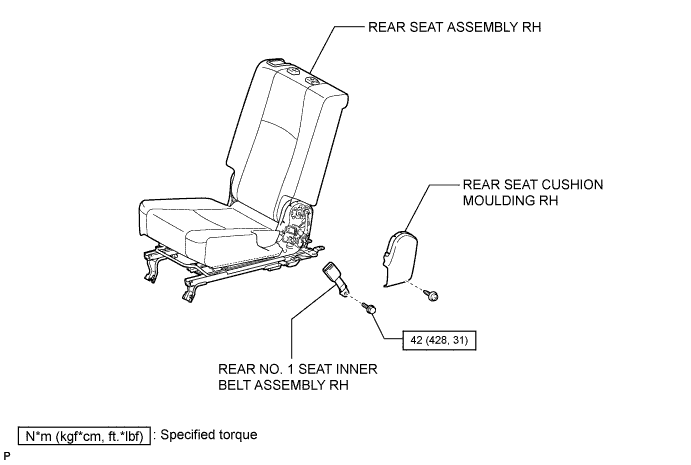 REAR SEAT ASSEMBLY RH
REAR SEAT CUSHION
MOULDING RH
42 (428, 31)
REAR NO. 1 SEAT INNER
BELT ASSEMBLY RH
N*m (kgf*cm, ft.*lbf) : Specified torque
P